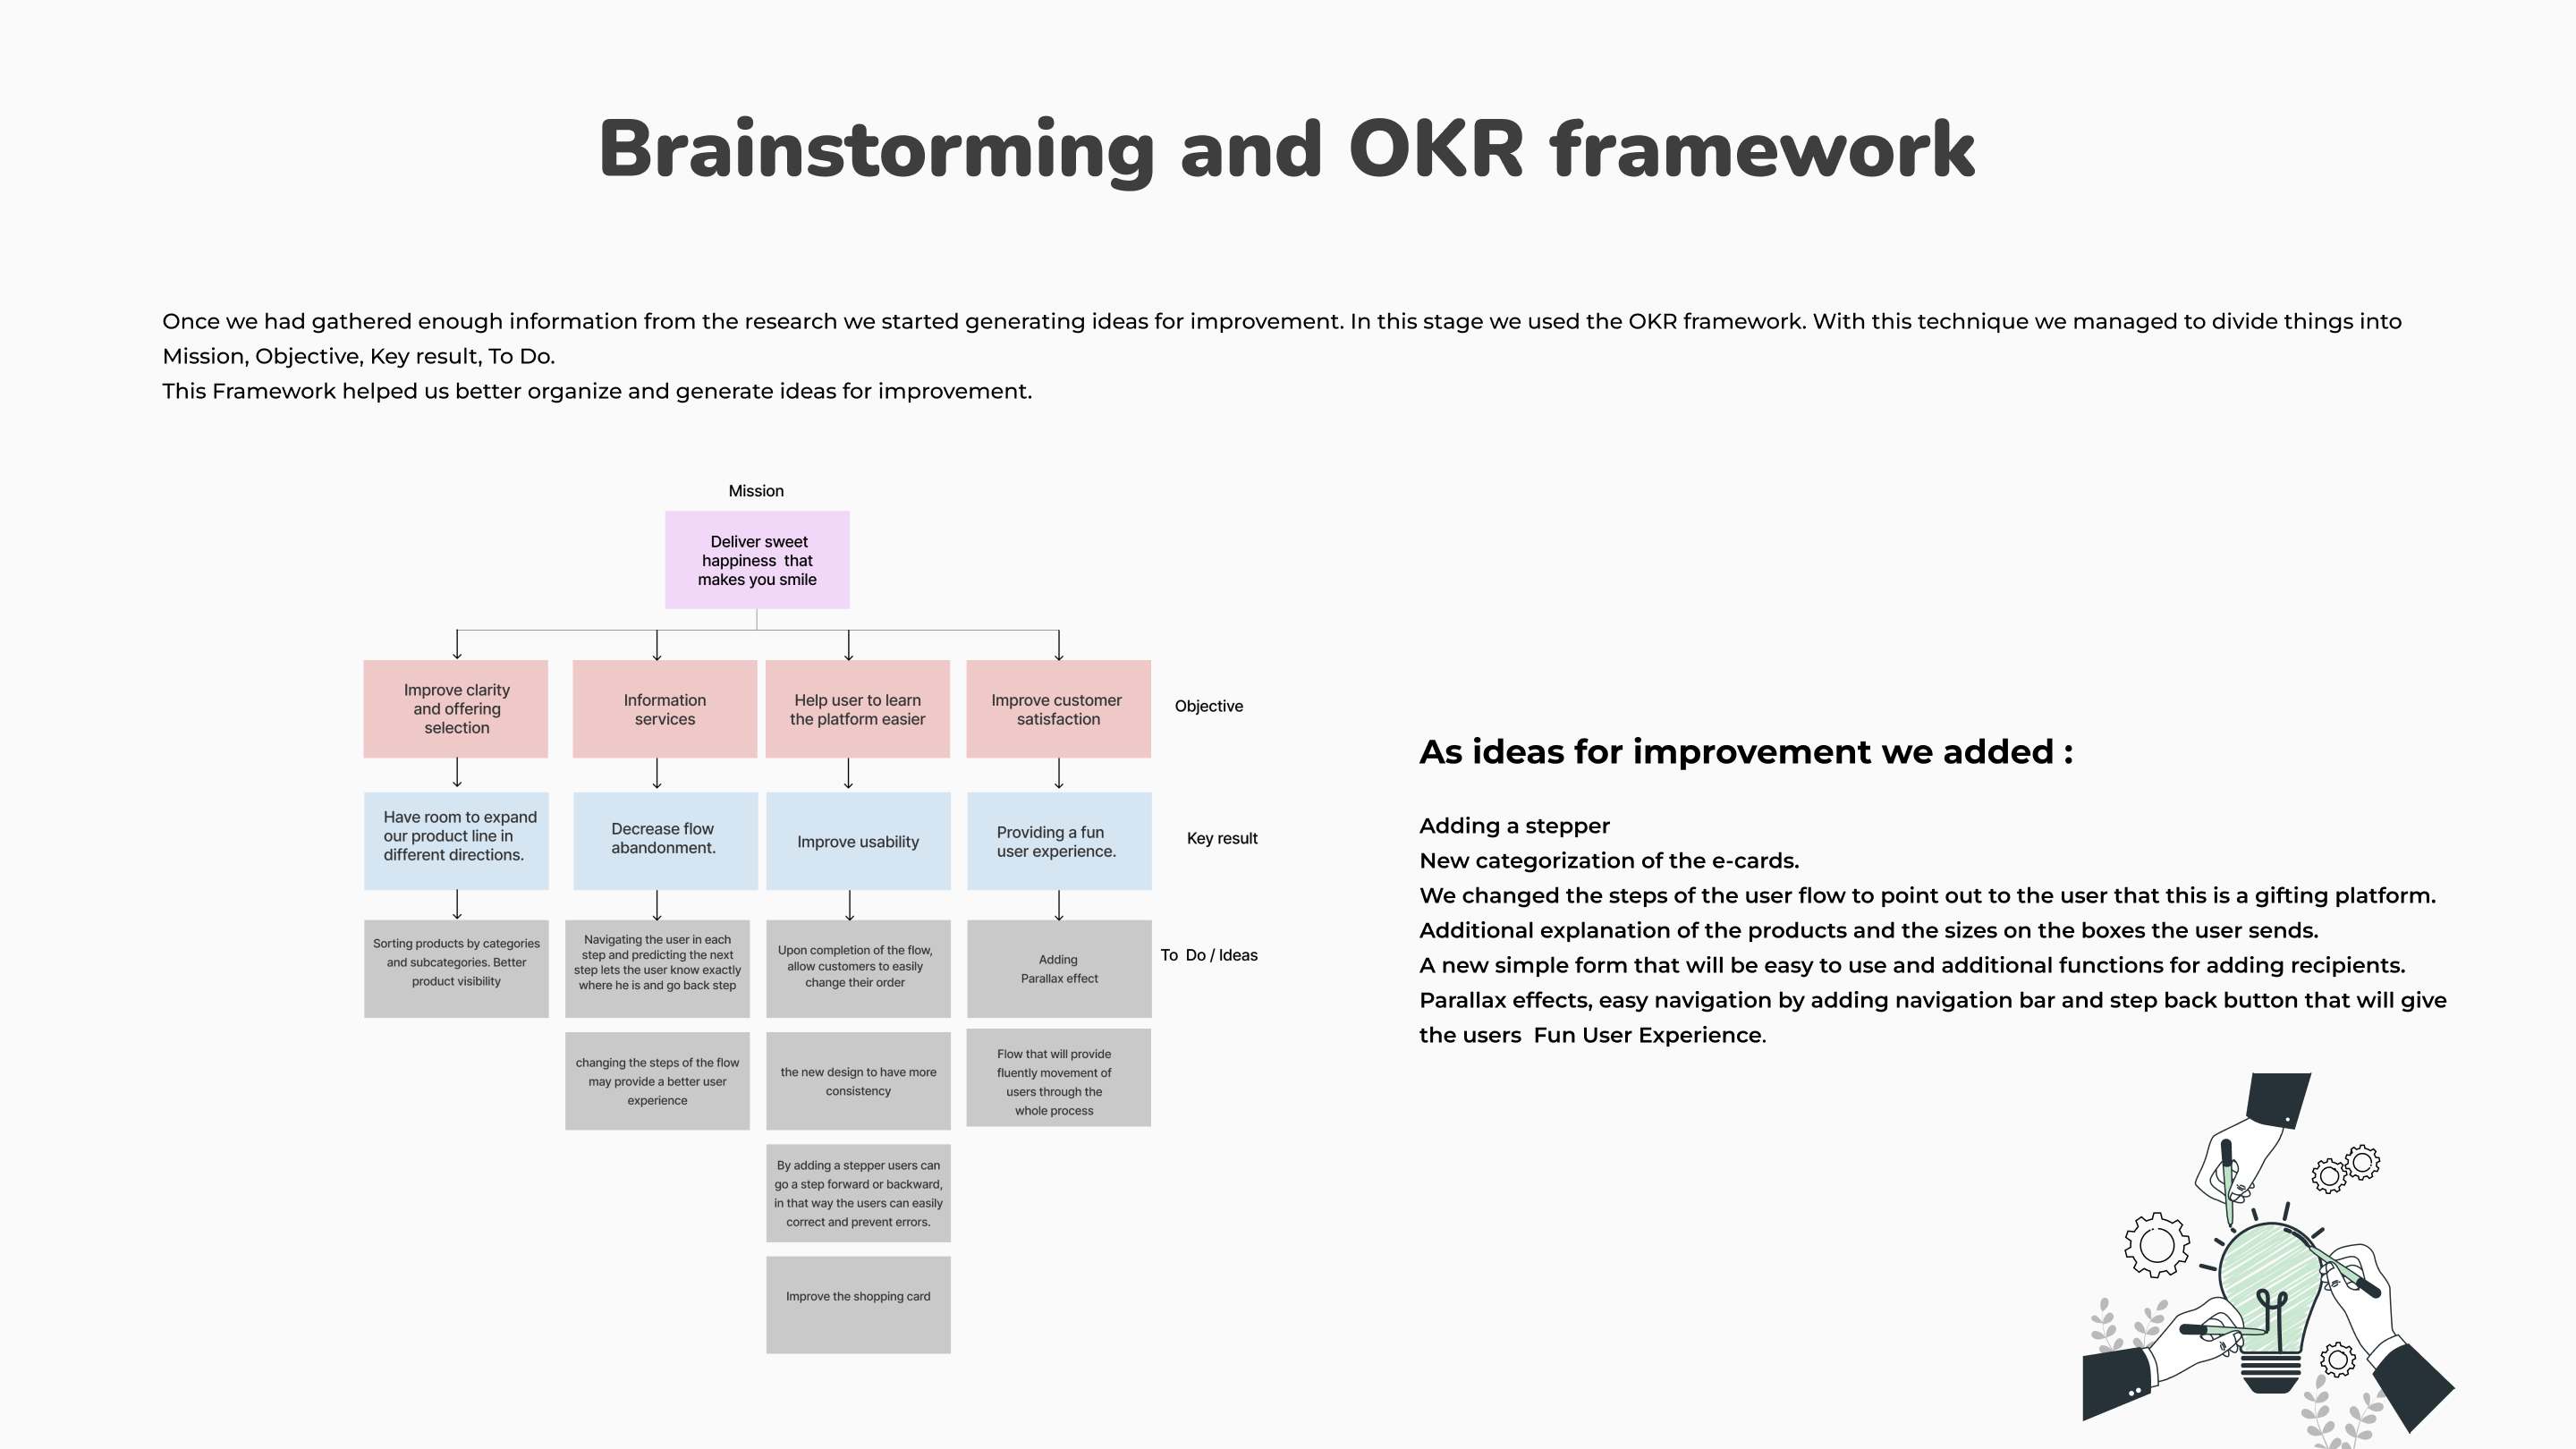 Brainstorming and OKR framework
Once we had gathered enough information from the research we started generating ideas for improvement. In this stage we used the OKR framework. With this technique we managed to divide things into
Mission, Objective, Key result, To Do.
This Framework helped us better organize and generate ideas for improvement.
Mission
Deliver sweet
happiness  that
makes you smile
Improve clarity
and offering
selection
Information
services
Help user to learn
the platform easier
Improve customer
satisfaction
Objective
Have room to expand
our product line in
different directions.
Decrease flow
abandonment.
Improve usability
Providing a fun
user experience.
Key result
Sorting products by categories
and subcategories. Better
product visibility
Navigating the user in each
step and predicting the next
step lets the user know exactly
where he is and go back step
Upon completion of the flow,
allow customers to easily
change their order
Adding
Parallax effect
To  Do / Ideas
changing the steps of the flow
may provide a better user
experience
the new design to have more
consistency
Flow that will provide
fluently movement of
users through the
whole process
By adding a stepper users can
go a step forward or backward,
in that way the users can easily
correct and prevent errors.
Improve the shopping card
As ideas for improvement we added :
Adding a stepper
New categorization of the e-cards.
We changed the steps of the user flow to point out to the user that this is a gifting platform.
Additional explanation of the products and the sizes on the boxes the user sends.
A new simple form that will be easy to use and additional functions for adding recipients.
Parallax effects, easy navigation by adding navigation bar and step back button that will give
the users  Fun User Experience.